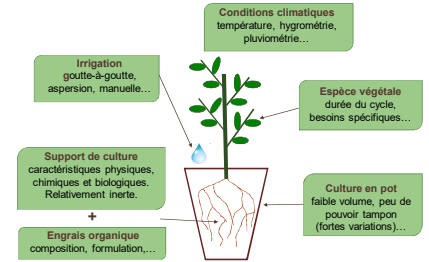 Conditions climatiques
température, hygrométrie,
pluviométrie…
Irrigation
goutte-à-goutte,
aspersion, manuelle…
Espèce végétale
durée du cycle,
besoins spécifiques…
Support de culture
caractéristiques physiques,
chimiques et biologiques.
Relativement inerte.
+
Engrais organique
composition, formulation,…
Culture en pot
faible volume, peu de
pouvoir tampon
(fortes variations)…